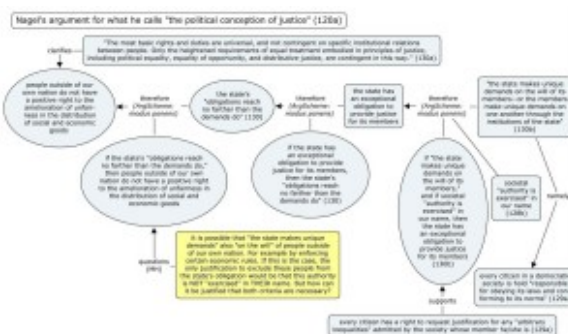 Nagel's argument for what he calls "the political conception of justice" (120a)
clarifies
"The most basic rights and duties are universal, and not contingent on specific institutional relations
between people. Only the heightened requirements of equal treatment embodied in principles of justice,
including political equality, equality of opportunity, and distributive justice, are contingent in this way." (130a)
people outside of our
own nation do not have
a positive right to the
amelioration of unfair-
ness in the distribution
of social and economic
goods
therefore
modus ponens
the state's
"obligations reach
no farther than the
demands do" (130)
therefore
modus ponens
the state has
an exceptional
obligation to
provide justice
for its members
therefore
modus ponens
"the state makes unique
demands on the will of its
members—or the members
make unique demands on
one another through the
institutions of the state"
(130b)
if the state's "obligations reach
no farther than the demands do,"
then people outside of our own
nation do not have a positive right
to the amelioration of unfairness in
the distribution of social and
economic goods
if the state has
an exceptional
obligation to provide
justice for its members,
then the state's
"obligations reach
no farther than the
demands do" (130)
if "the state
makes unique
demands on
the will of its
members,"
and if societal
"authority is
exercised" in
our name, then
the state has
an exceptional
obligation to
provide justice
for its members
societal
"authority is
exercised" in
our name
namely
questions
it is possible that "the state makes unique
demands" also "on the will" of people outside
of our own nation. For example by enforcing
certain economic rules. If this is the case, the
only justification to exclude these people from
the state's obligation would be that this authority
is NOT "exercised" in THEIR name. But how can
it be justified that both criteria are necessary?
supports
every citizen in a democratic
society is held "responsible
for obeying its laws and con-
forming to its norms"
every citizen has a right to request justification for any "arbitrary
inequalities" admitted by the society whose member he/she is